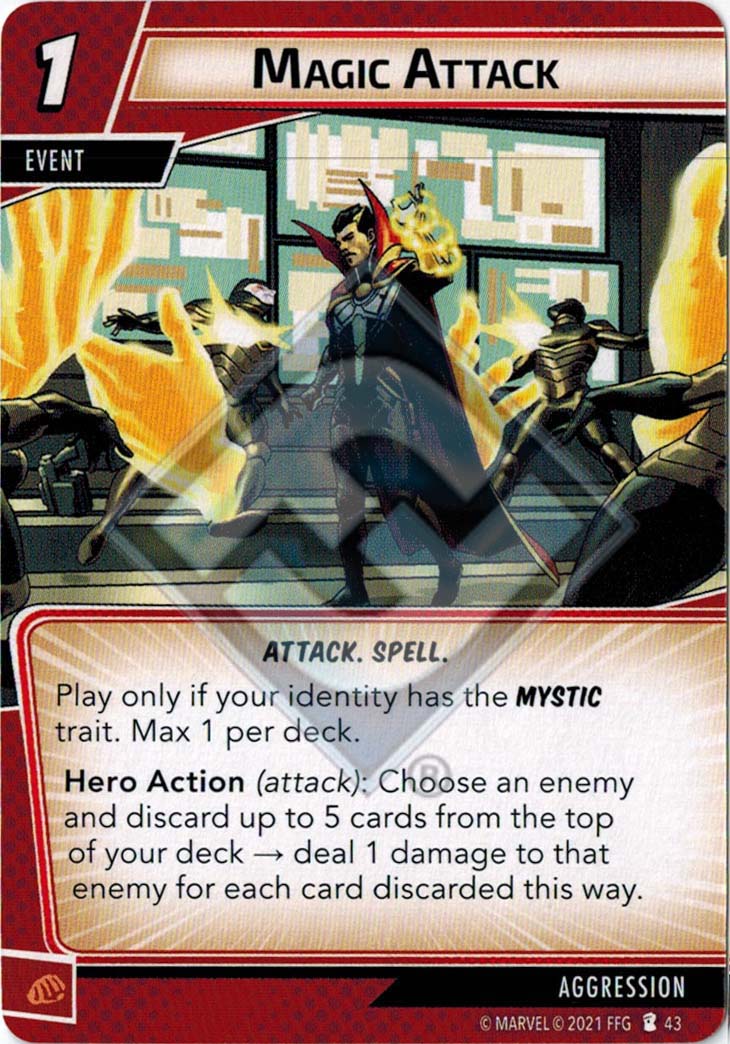 1
MAGIC ATTACK
EVENT
ATTACK. SPELL.
Play only if your identity has the MYSTIC
trait. Max 1 per deck.
Hero Action (attack): Choose an enemy
and discard up to 5 cards from the top
of your deck → deal 1 damage to that
enemy for each card discarded this way.
®
AGGRESSION
© MARVEL © 2021 FFG 43